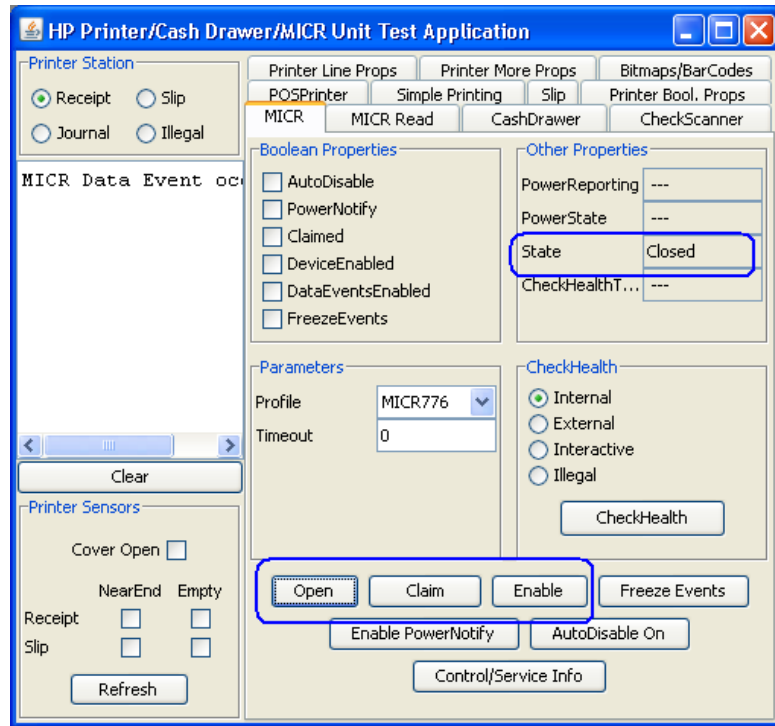 HP Printer/Cash Drawer/MICR Unit Test Application
Printer Station
Receipt Slip
Journal Illegal
MICR Data Event occ
Clear
Printer Sensors
Cover Open
NearEnd Empty
Receipt
Slip
Refresh
Printer Line Props Printer More Props Bitmaps/BarCodes
POSPrinter Simple Printing Slip Printer Bool. Props
MICR MICR Read CashDrawer CheckScanner
Boolean Properties
AutoDisable
PowerNotify
Claimed
DeviceEnabled
DataEventsEnabled
FreezeEvents
Other Properties
PowerReporting ---
PowerState ---
State Closed
CheckHealthT... ---
Parameters
Profile MICR776
Timeout 0
CheckHealth
Internal
External
Interactive
Illegal
CheckHealth
Open Claim Enable Freeze Events
Enable PowerNotify AutoDisable On
Control/Service Info